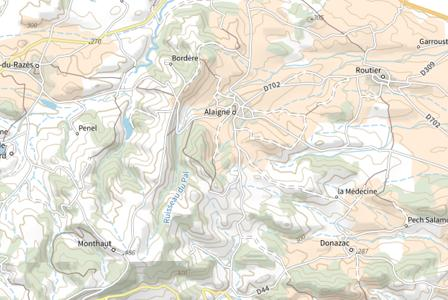 305
270
Garroust
Bordère
-du-Razès
Routier
D309
D702
Alaigne
D702
Penel
Ruisseau du Pal
la Médecine
Pech Salamo
Monthaut
486
Donazac
287
D44